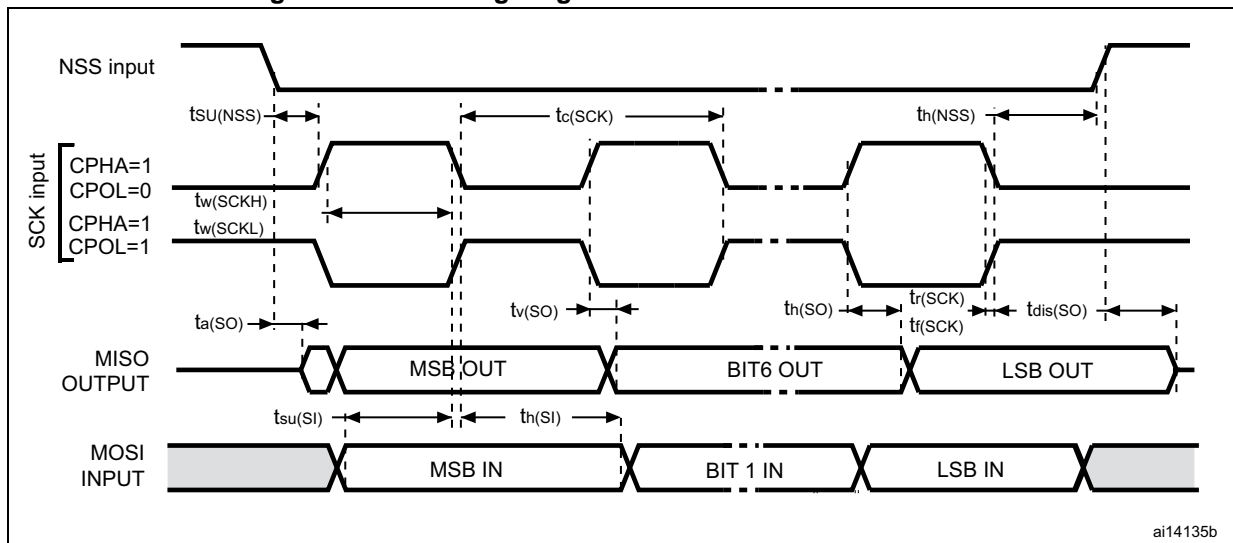 NSS input
tSU(NSS)
tc(SCK)
th(NSS)
SCK input
CPHA=1
CPOL=0
tw(SCKH)
CPHA=1
tw(SCKL)
CPOL=1
ta(SO)
tv(SO)
th(SO)
tr(SCK)
tf(SCK)
tdis(SO)
MISO
OUTPUT
MSB OUT
BIT6 OUT
LSB OUT
tsu(SI)
th(SI)
MOSI
INPUT
MSB IN
BIT 1 IN
LSB IN
ai14135b